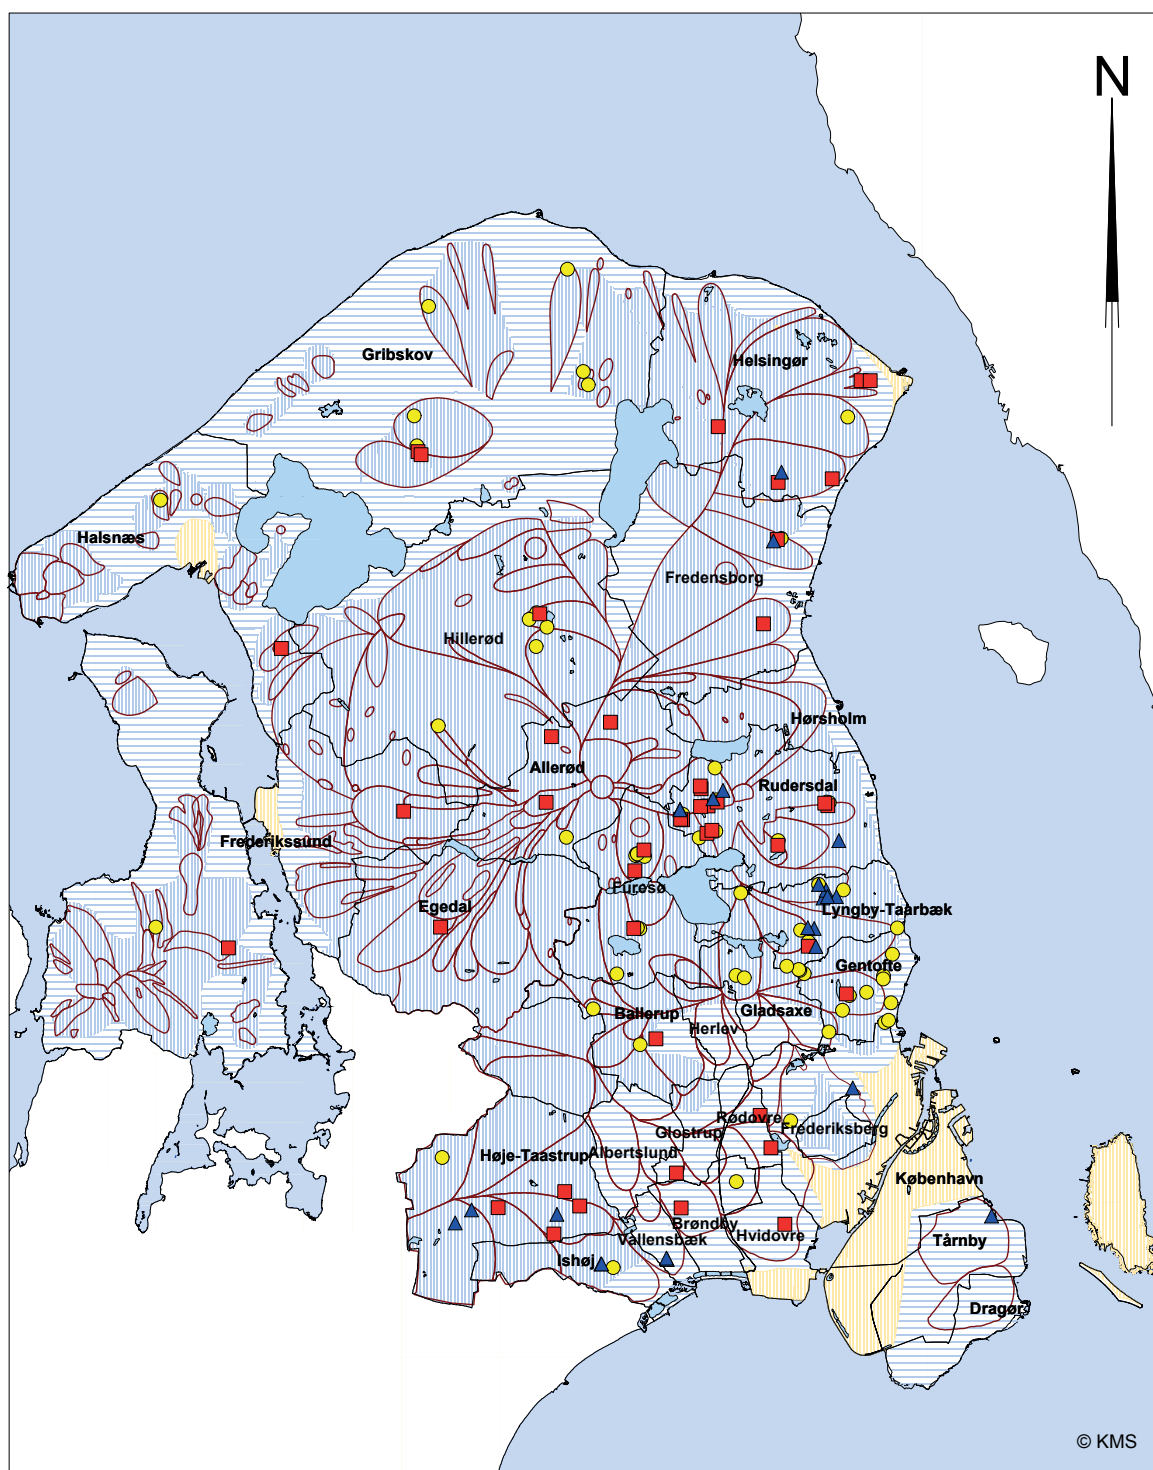 N
Gribskov
Helsingør
Halsnæs
Fredensborg
Hillerød
Hørsholm
Allerød
Rudersdal
Frederikssund
Furesø
Egedal
Lyngby-Taarbæk
Gentofte
Ballerup
Gladsaxe
Herlev
Rødovre
Frederiksberg
Glostrup
Høje-Taastrup
Albertslund
København
Brøndby
Hvidovre
Vallensbæk
Tårnby
Ishøj
Dragør
© KMS